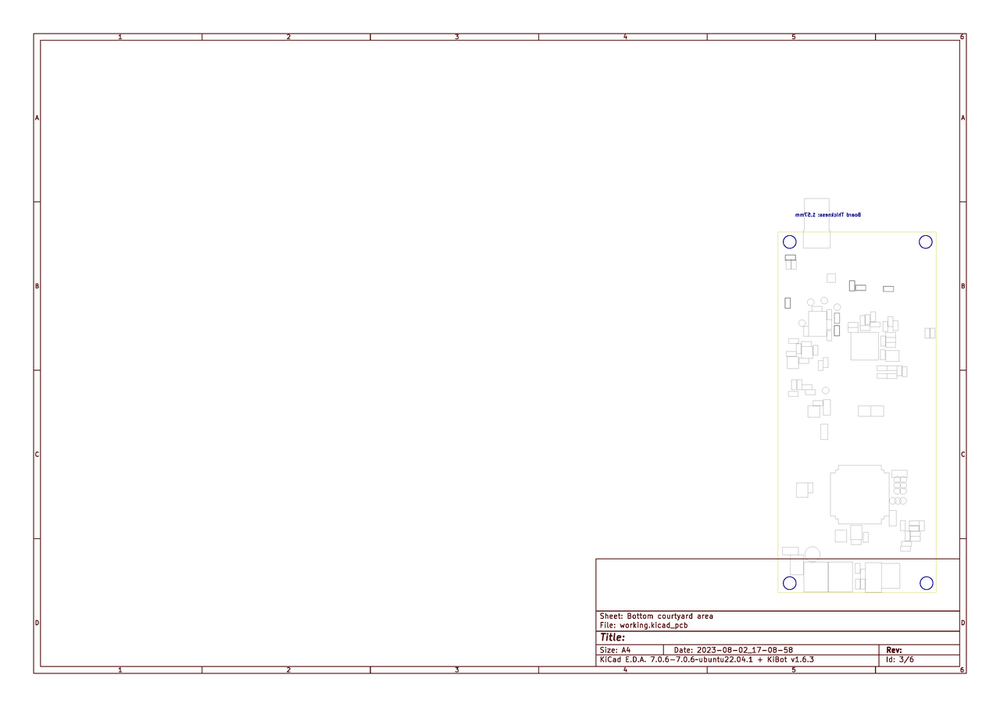 1 2 3 4 5 6
A A
Board Thickness: 1.57mm
B B
C C
D D
Sheet: Bottom courtyard area
File: working.kicad_pcb
Title:
Size: A4 Date: 2023-08-02_17-08-58 Rev:
KiCad E.D.A. 7.0.6-7.0.6~ubuntu22.04.1 + KiBot v1.6.3 Id: 3/6
1 2 3 4 5 6